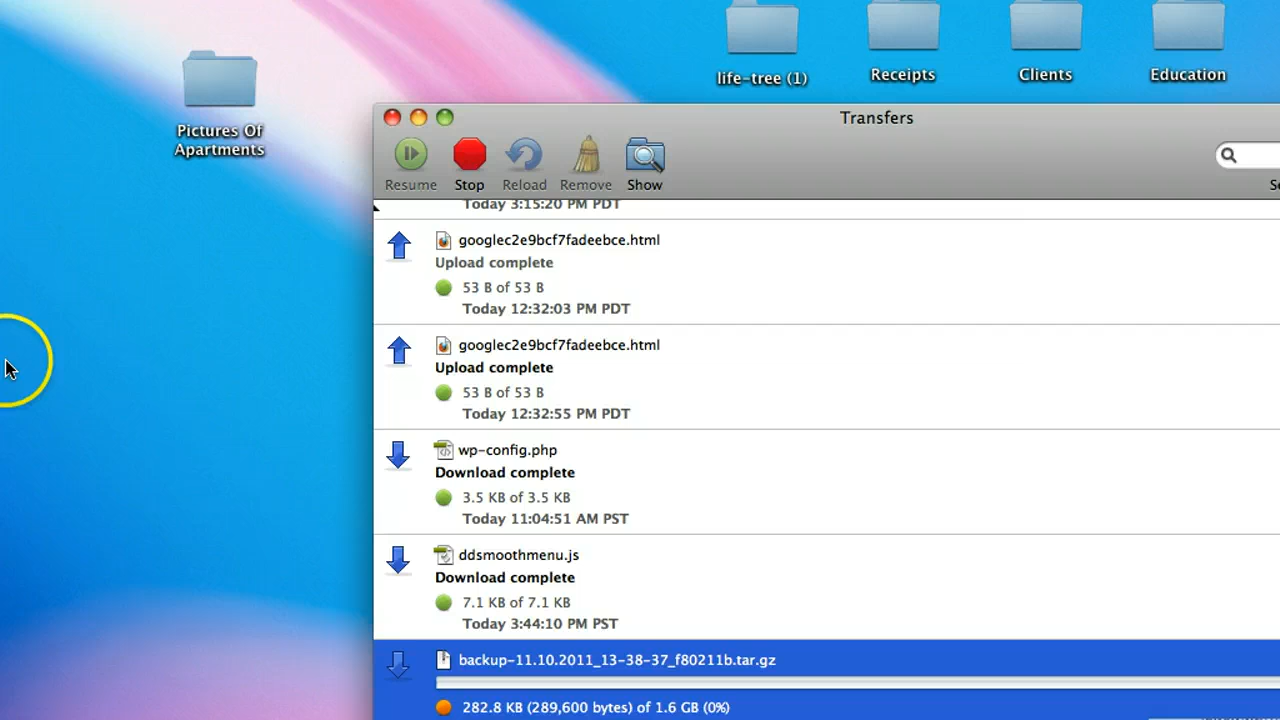 life-tree (1)
Receipts
Clients
Education
Pictures Of
Apartments
Transfers
Resume
Stop
Reload
Remove
Show
Today 3:15:20 PM PDT
googlec2e9bcf7fadeebce.html
Upload complete
53 B of 53 B
Today 12:32:03 PM PDT
googlec2e9bcf7fadeebce.html
Upload complete
53 B of 53 B
Today 12:32:55 PM PDT
wp-config.php
Download complete
3.5 KB of 3.5 KB
Today 11:04:51 AM PST
ddsmoothmenu.js
Download complete
7.1 KB of 7.1 KB
Today 3:44:10 PM PST
backup-11.10.2011_13-38-37_f80211b.tar.gz
282.8 KB (289,600 bytes) of 1.6 GB (0%)